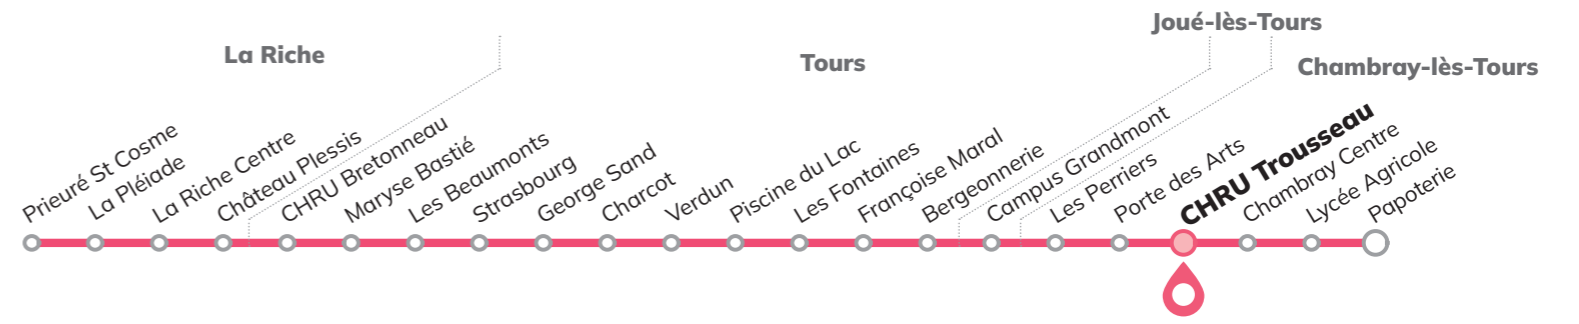 La Riche
Tours
Joué-lès-Tours
Chambray-lès-Tours
Prieuré St Cosme
La Pléiade
La Riche Centre
Château Plessis
CHRU Bretonneau
Maryse Bastié
Les Beaumonts
Strasbourg
George Sand
Charcot
Verdun
Piscine du Lac
Les Fontaines
Françoise Maral
Bergeonnerie
Campus Grandmont
Les Perriers
Porte des Arts
CHRU Trousseau
Chambray Centre
Lycée Agricole
Papoterie